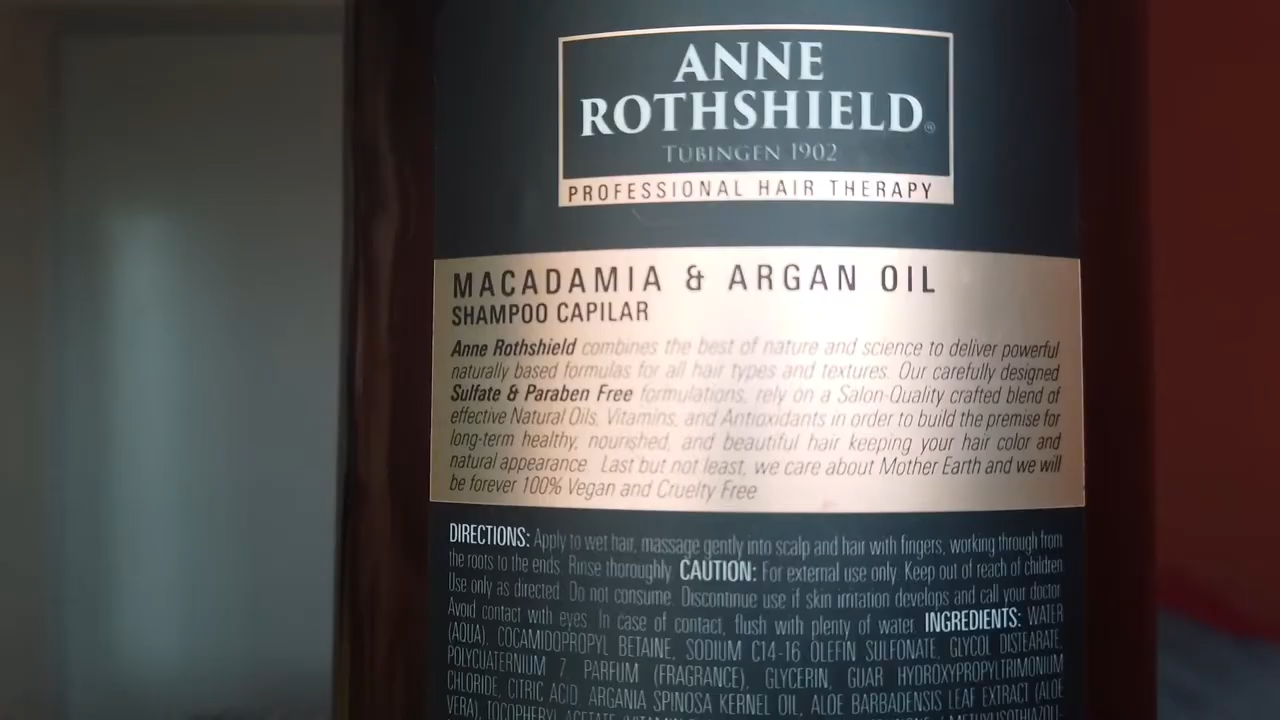 ANNE
ROTHSHIELD®
TÜBINGEN 1902
PROFESSIONAL HAIR THERAPY
MACADAMIA & ARGAN OIL
SHAMPOO CAPILAR
Anne Rothshield combines the best of nature and science to deliver powerful
naturally based formulas for all hair types and textures. Our carefully designed
Sulfate & Paraben Free formulations, rely on a Salon-Quality crafted blend of
effective Natural Oils, Vitamins, and Antioxidants in order to build the premise for
long-term healthy, nourished, and beautiful hair keeping your hair color and
natural appearance. Last but not least, we care about Mother Earth and we will
be forever 100% Vegan and Cruelty Free
DIRECTIONS: Apply to wet hair, massage gently into scalp and hair with fingers, working through from
the roots to the ends. Rinse thoroughly. CAUTION: For external use only. Keep out of reach of children.
Use only as directed. Do not consume. Discontinue use if skin irritation develops and call your doctor.
Avoid contact with eyes. In case of contact, flush with plenty of water. INGREDIENTS: WATER
(AQUA), COCAMIDOPROPYL BETAINE, SODIUM C14-16 OLEFIN SULFONATE, GLYCOL DISTEARATE,
POLYCUATERNIUM 7, PARFUM (FRAGRANCE), GLYCERIN, GUAR HYDROXYPROPYLTRIMONIUM
CHLORIDE, CITRIC ACID, ARGANIA SPINOSA KERNEL OIL, ALOE BARBADENSIS LEAF EXTRACT (ALOE
VERA), TOCOPHERYL ACETATE